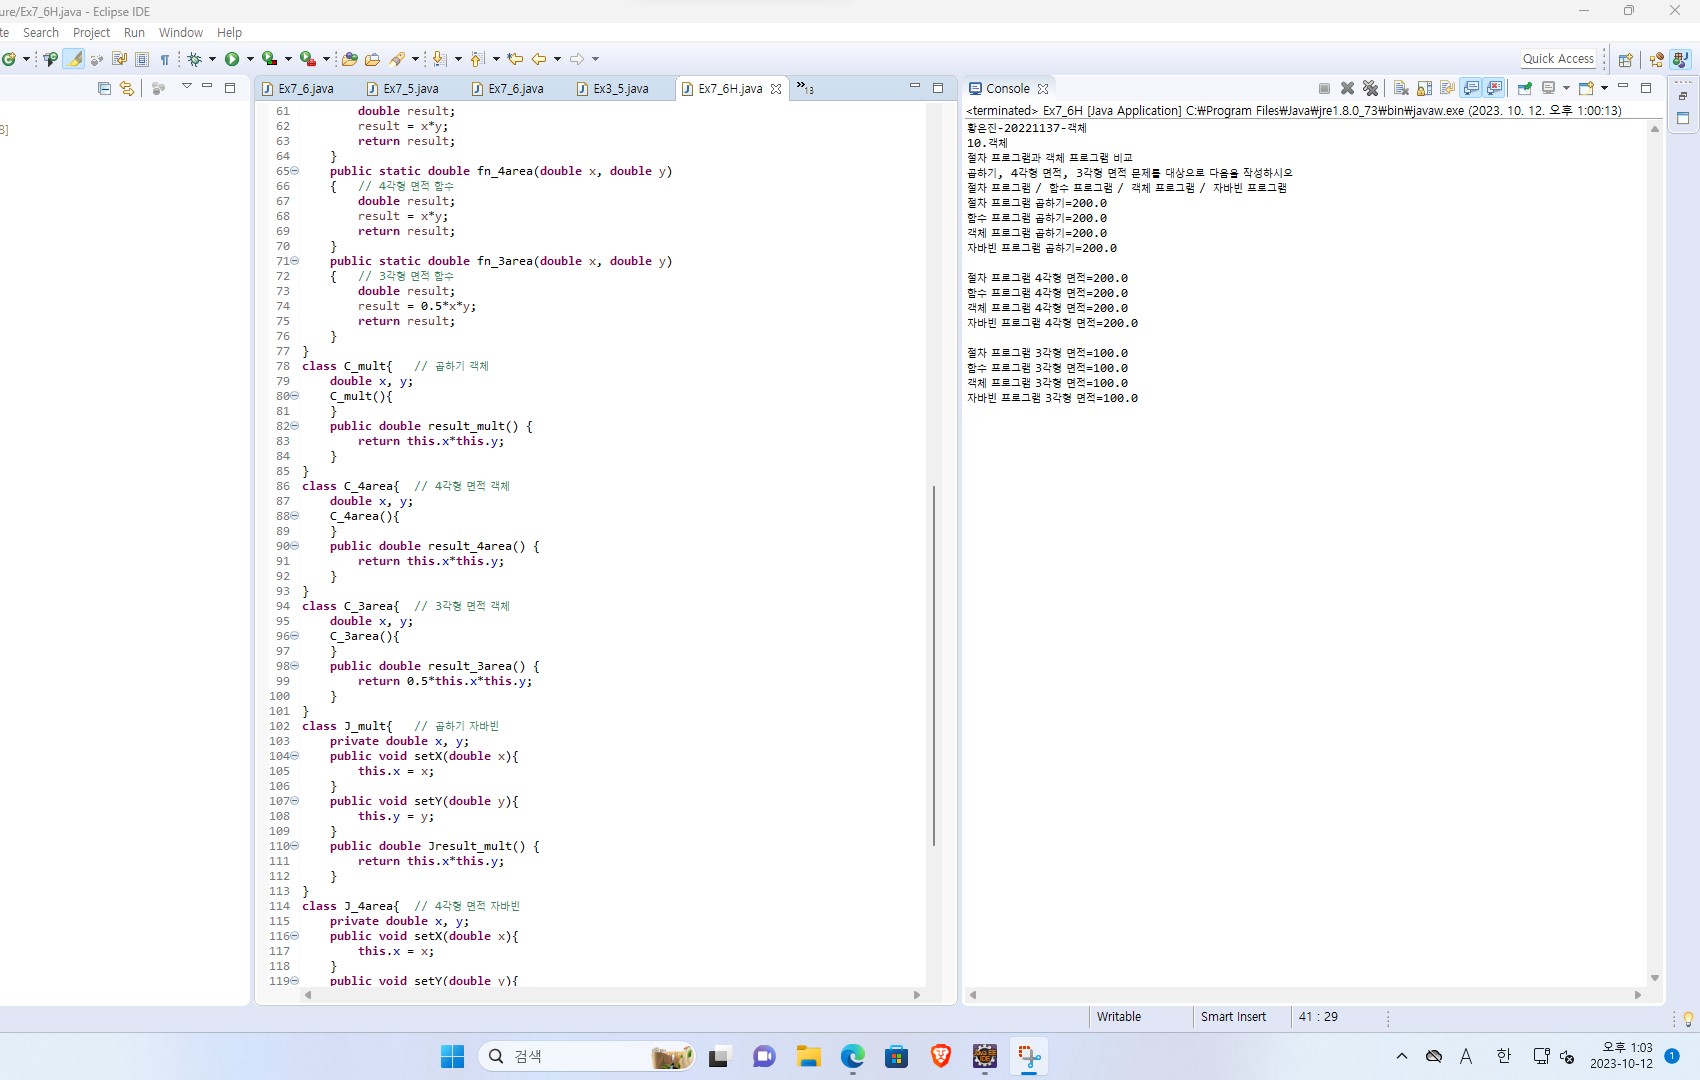 ure/Ex7_6H.java - Eclipse IDE
te Search Project Run Window Help
Quick Access
8]
Ex7_6.java Ex7_5.java Ex7_6.java Ex3_5.java Ex7_6H.java »13
61 double result;
62 result = x*y;
63 return result;
64 }
65 public static double fn_4area(double x, double y)
66 { // 4각형 면적 함수
67 double result;
68 result = x*y;
69 return result;
70 }
71 public static double fn_3area(double x, double y)
72 { // 3각형 면적 함수
73 double result;
74 result = 0.5*x*y;
75 return result;
76 }
77 }
78 class C_mult{ // 곱하기 객체
79 double x, y;
80 C_mult(){
81 }
82 public double result_mult() {
83 return this.x*this.y;
84 }
85 }
86 class C_4area{ // 4각형 면적 객체
87 double x, y;
88 C_4area(){
89 }
90 public double result_4area() {
91 return this.x*this.y;
92 }
93 }
94 class C_3area{ // 3각형 면적 객체
95 double x, y;
96 C_3area(){
97 }
98 public double result_3area() {
99 return 0.5*this.x*this.y;
100 }
101 }
102 class J_mult{ // 곱하기 자바빈
103 private double x, y;
104 public void setX(double x){
105 this.x = x;
106 }
107 public void setY(double y){
108 this.y = y;
109 }
110 public double Jresult_mult() {
111 return this.x*this.y;
112 }
113 }
114 class J_4area{ // 4각형 면적 자바빈
115 private double x, y;
116 public void setX(double x){
117 this.x = x;
118 }
119 public void setY(double y){
Console
<terminated> Ex7_6H [Java Application] C:₩Program Files₩Java₩jre1.8.0_73₩bin₩javaw.exe (2023. 10. 12. 오후 1:00:13)
황은진-20221137-객체
10.객체
절차 프로그램과 객체 프로그램 비교
곱하기, 4각형 면적, 3각형 면적 문제를 대상으로 다음을 작성하시오
절차 프로그램 / 함수 프로그램 / 객체 프로그램 / 자바빈 프로그램
절차 프로그램 곱하기=200.0
함수 프로그램 곱하기=200.0
객체 프로그램 곱하기=200.0
자바빈 프로그램 곱하기=200.0
절차 프로그램 4각형 면적=200.0
함수 프로그램 4각형 면적=200.0
객체 프로그램 4각형 면적=200.0
자바빈 프로그램 4각형 면적=200.0
절차 프로그램 3각형 면적=100.0
함수 프로그램 3각형 면적=100.0
객체 프로그램 3각형 면적=100.0
자바빈 프로그램 3각형 면적=100.0
Writable Smart Insert 41 : 29
검색
A 한 오후 1:03
2023-10-12 1